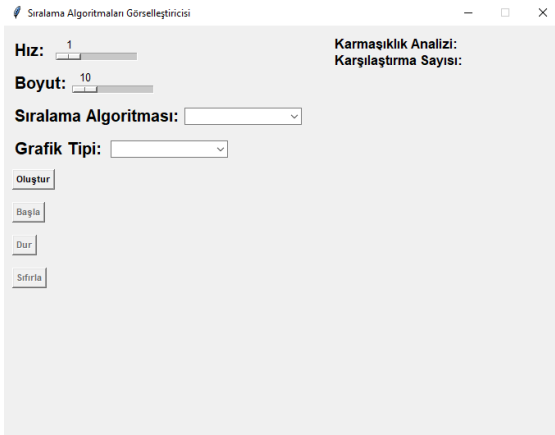 Sıralama Algoritmaları Görselleştiricisi
Hız: 1
Karmaşıklık Analizi:
Karşılaştırma Sayısı:
Boyut: 10
Sıralama Algoritması:
Grafik Tipi:
Oluştur
Başla
Dur
Sıfırla